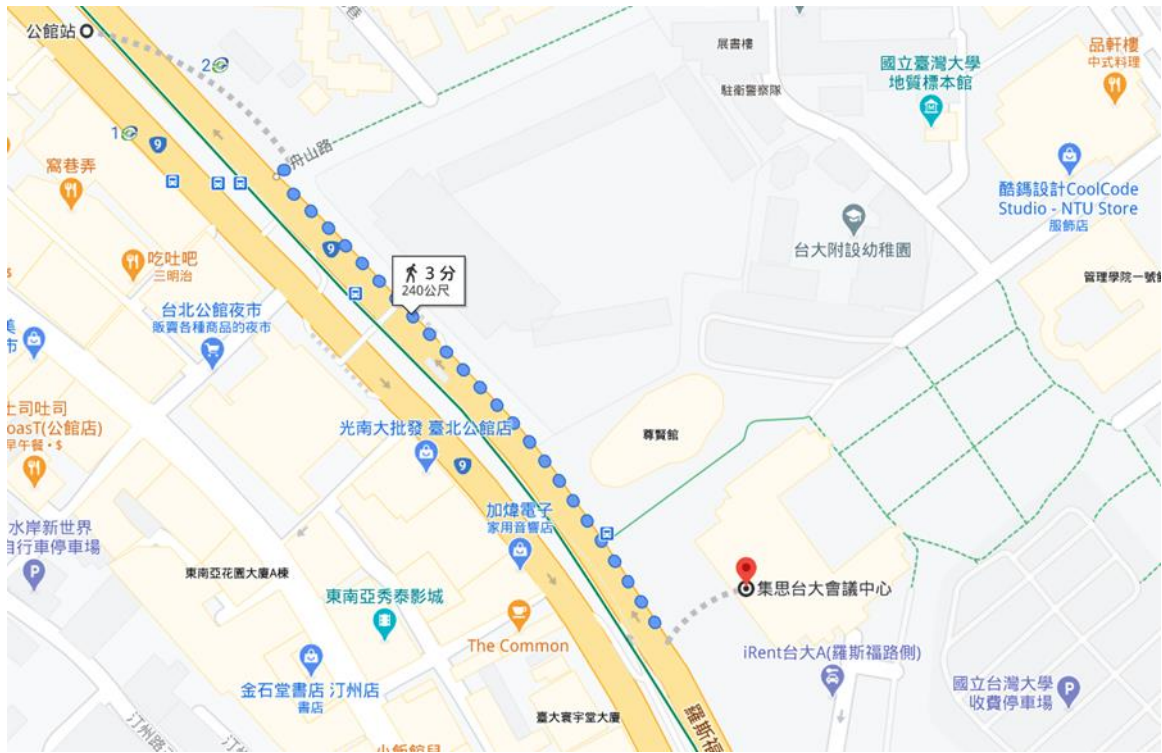 公館站
2
1
9
舟山路
展書樓
駐衛警察隊
國立臺灣大學
地質標本館
品軒樓
中式料理
窩巷弄
酷鎷設計CoolCode
Studio - NTU Store
服飾店
台大附設幼稚園
管理學院一號館
吃吐吧
三明治
9
3 分
240公尺
台北公館夜市
販賣各種商品的夜市
市
土司吐司
oasT(公館店)
早午餐・$
光南大批發 臺北公館店
9
尊賢館
加煒電子
家用音響店
水岸新世界
自行車停車場
P
東南亞花園大廈A棟
東南亞秀泰影城
The Common
集思台大會議中心
iRent台大A(羅斯福路側)
國立台灣大學
收費停車場
P
金石堂書店 汀州店
書店
臺大寰宇堂大廈
羅斯福
汀州路
汀州
小飯館兒